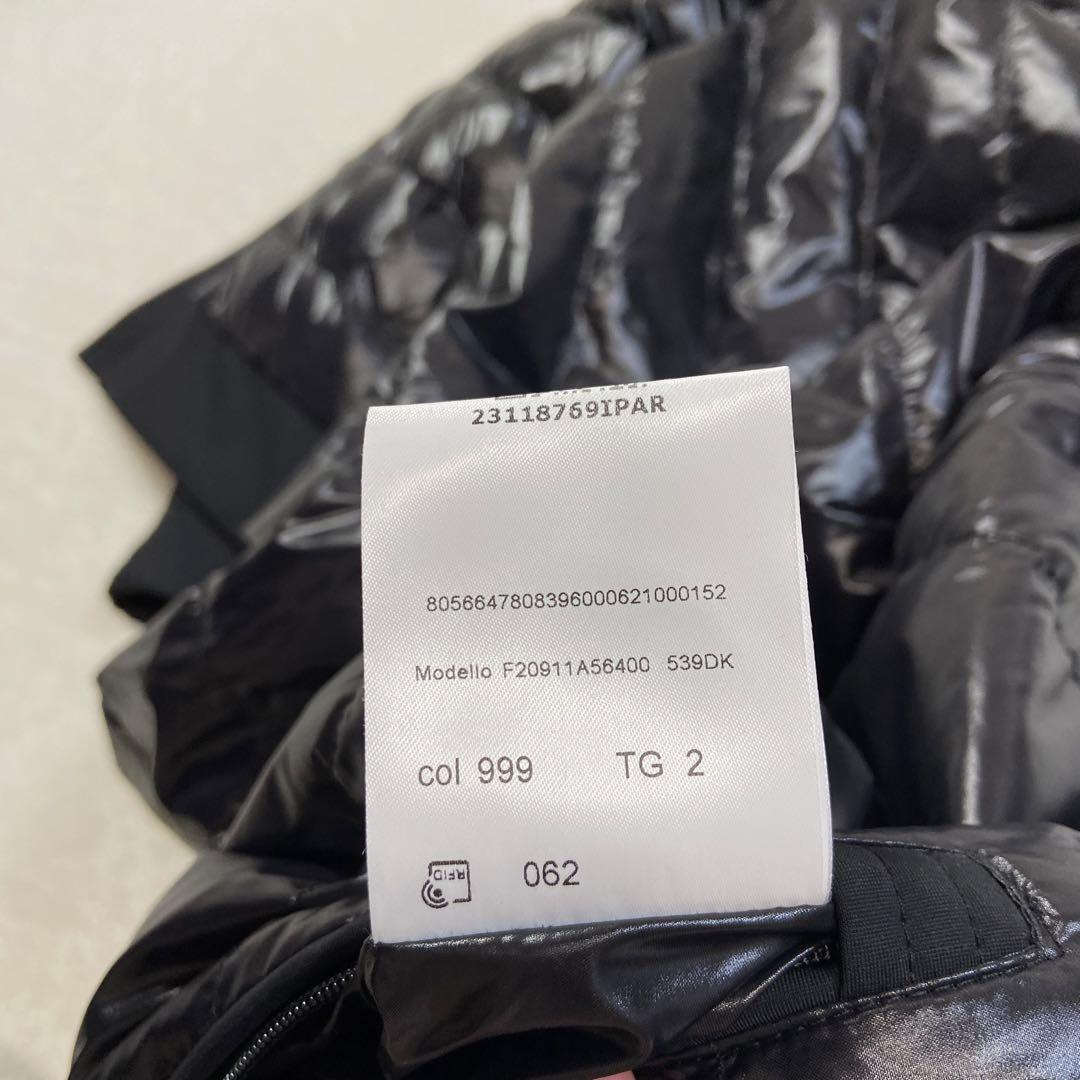 23118769IPAR
8056647808396000621000152
Modello F20911A56400 539DK
col 999 TG 2
RFID 062